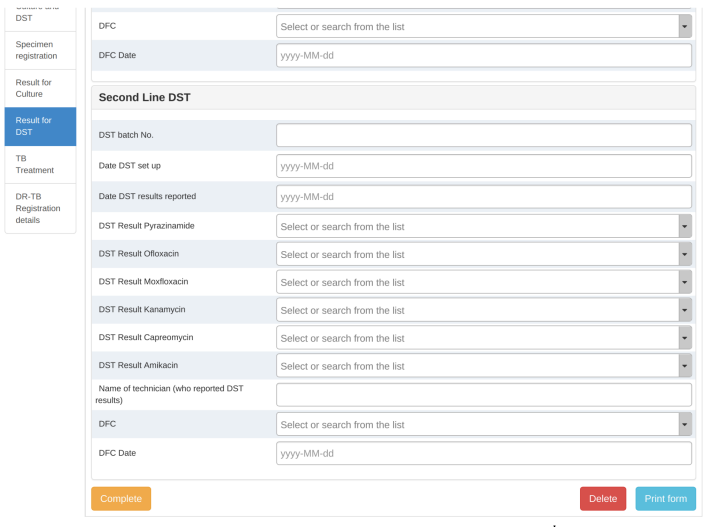 DST
Specimen
registration
Result for
Culture
Result for
DST
TB
Treatment
DR-TB
Registration
details
DFC
Select or search from the list
DFC Date
yyyy-MM-dd
Second Line DST
DST batch No.
Date DST set up
yyyy-MM-dd
Date DST results reported
yyyy-MM-dd
DST Result Pyrazinamide
Select or search from the list
DST Result Ofloxacin
Select or search from the list
DST Result Moxfloxacin
Select or search from the list
DST Result Kanamycin
Select or search from the list
DST Result Capreomycin
Select or search from the list
DST Result Amikacin
Select or search from the list
Name of technician (who reported DST
results)
DFC
Select or search from the list
DFC Date
yyyy-MM-dd
Complete
Delete
Print form